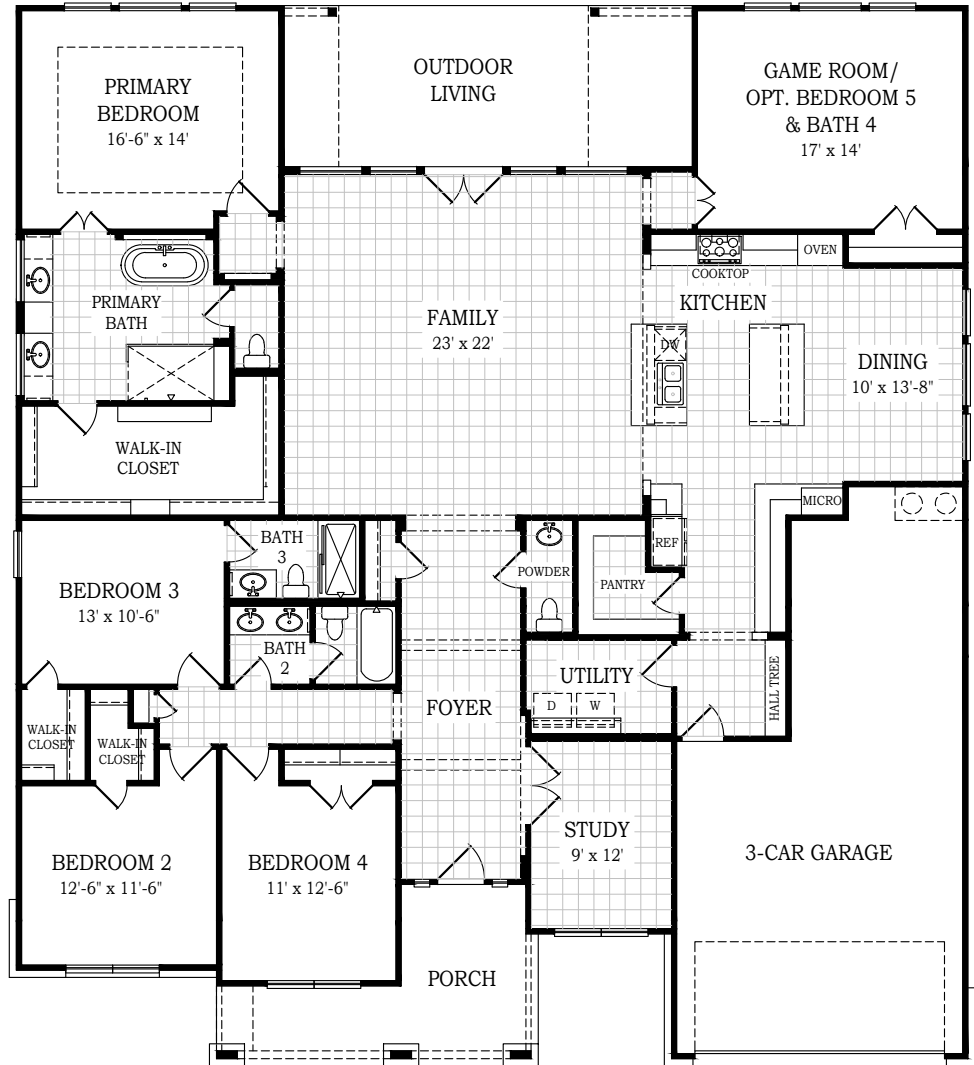 PRIMARY
BEDROOM
16'-6" x 14'
OUTDOOR
LIVING
GAME ROOM/
OPT. BEDROOM 5
& BATH 4
17' x 14'
OVEN
COOKTOP
KITCHEN
PRIMARY
BATH
FAMILY
23' x 22'
DW
DINING
10' x 13'-8"
WALK-IN
CLOSET
MICRO
BATH
3
REF
POWDER
PANTRY
BEDROOM 3
13' x 10'-6"
BATH
2
UTILITY
D
W
HALL TREE
FOYER
WALK-IN
CLOSET
WALK-IN
CLOSET
STUDY
9' x 12'
3-CAR GARAGE
BEDROOM 2
12'-6" x 11'-6"
BEDROOM 4
11' x 12'-6"
PORCH